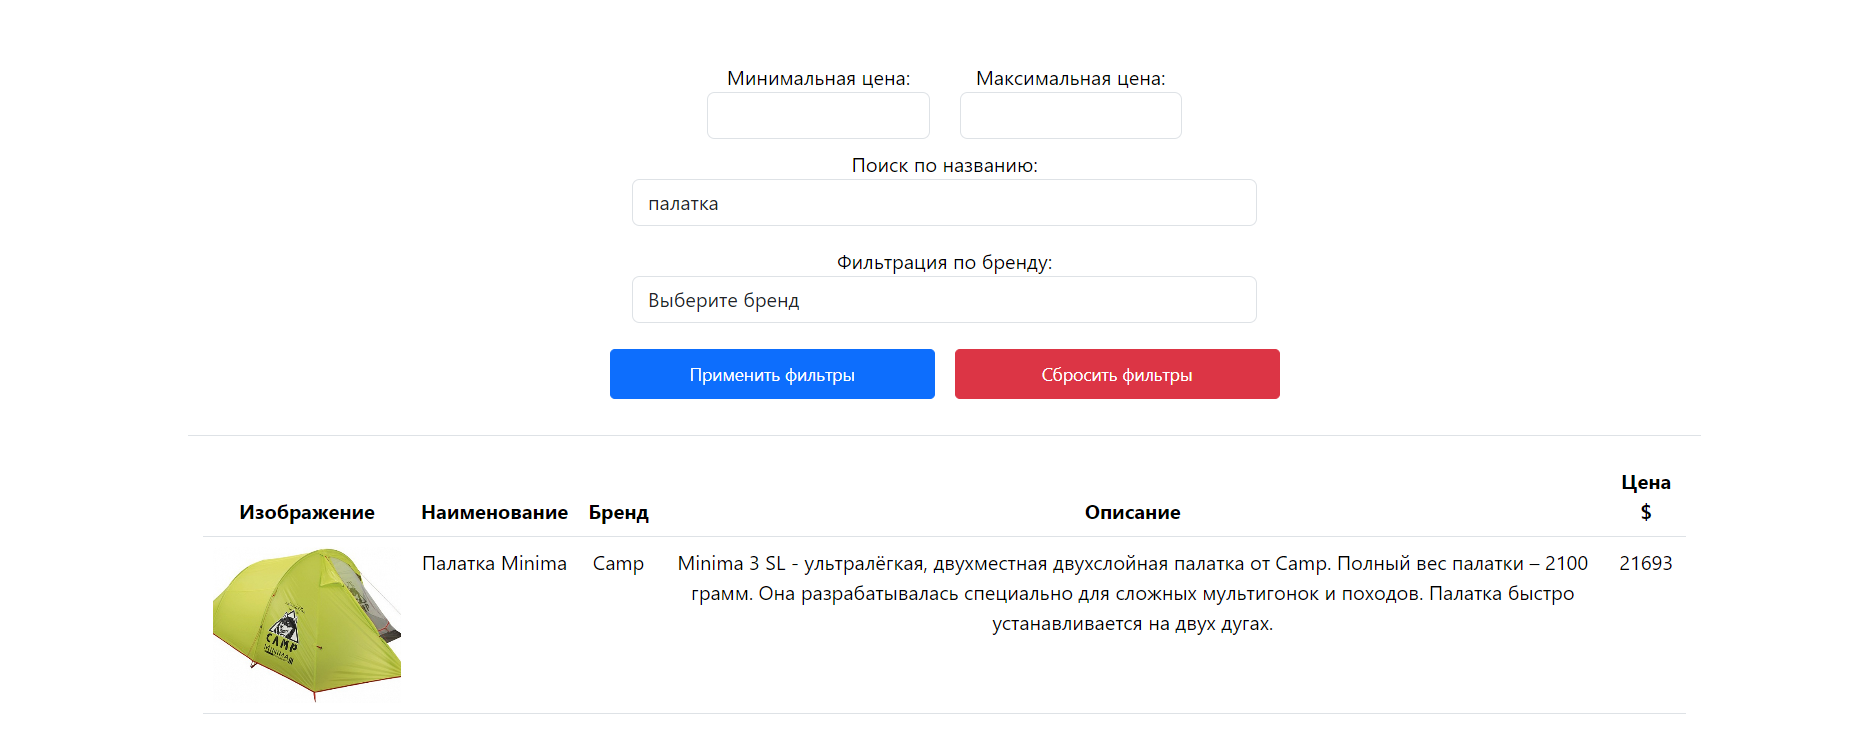 Минимальная цена: Максимальная цена:
Поиск по названию:
палатка
Фильтрация по бренду:
Выберите бренд
Применить фильтры Сбросить фильтры
Изображение Наименование Бренд Описание Цена $
CAMP
MINIMA
Палатка Minima Camp Minima 3 SL - ультралёгкая, двухместная двухслойная палатка от Camp. Полный вес палатки – 2100 21693
грамм. Она разрабатывалась специально для сложных мультигонок и походов. Палатка быстро
устанавливается на двух дугах.